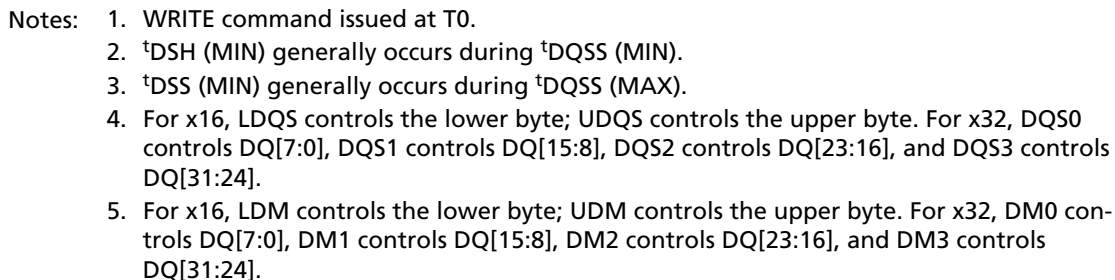 Notes: 1. WRITE command issued at T0.
2. tDSH (MIN) generally occurs during tDQSS (MIN).
3. tDSS (MIN) generally occurs during tDQSS (MAX).
4. For x16, LDQS controls the lower byte; UDQS controls the upper byte. For x32, DQS0
controls DQ[7:0], DQS1 controls DQ[15:8], DQS2 controls DQ[23:16], and DQS3 controls
DQ[31:24].
5. For x16, LDM controls the lower byte; UDM controls the upper byte. For x32, DM0 con-
trols DQ[7:0], DM1 controls DQ[15:8], DM2 controls DQ[23:16], and DM3 controls
DQ[31:24].